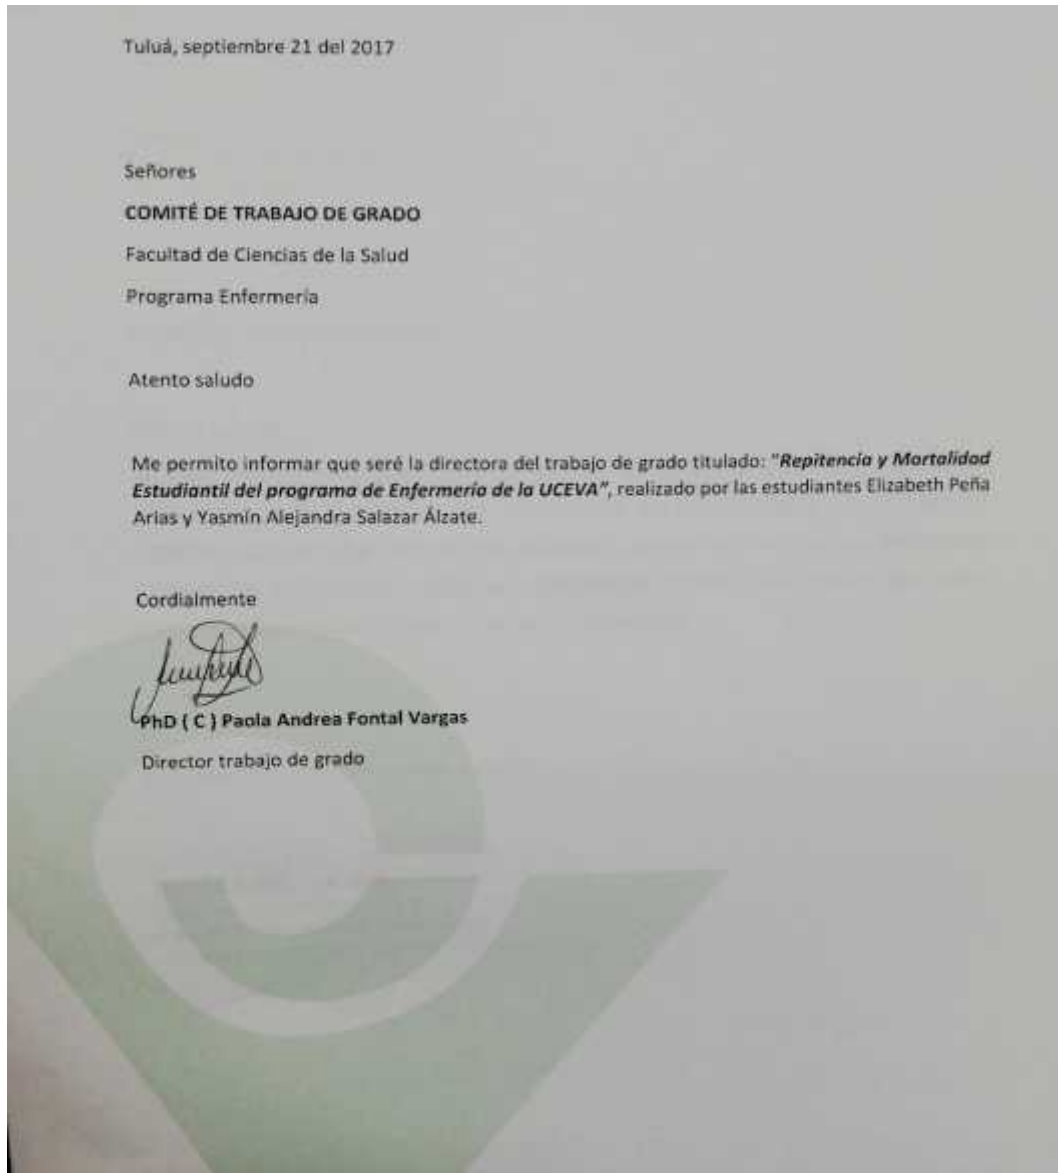 Tuluá, septiembre 21 del 2017
Señores
COMITÉ DE TRABAJO DE GRADO
Facultad de Ciencias de la Salud
Programa Enfermería
Atento saludo
Me permito informar que seré la directora del trabajo de grado titulado: "Repitencia y Mortalidad
Estudiantil del programa de Enfermería de la UCEVA", realizado por las estudiantes Elizabeth Peña
Arias y Yasmín Alejandra Salazar Álzate.
Cordialmente
PhD ( C ) Paola Andrea Fontal Vargas
Director trabajo de grado